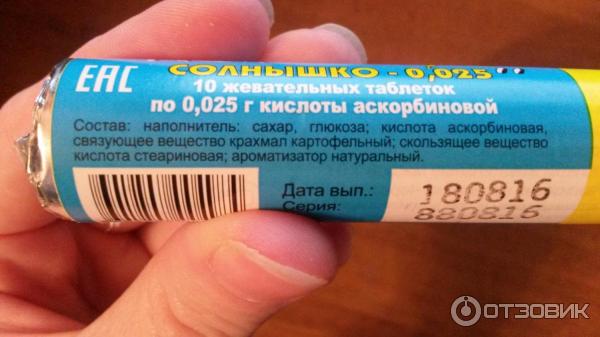 EAC
СОЛНЫШКО - 0,025"
10 жевательных таблеток
по 0,025 г кислоты аскорбиновой
Состав: наполнитель: сахар, глюкоза; кислота аскорбиновая,
связующее вещество крахмал картофельный; скользящее вещество
кислота стеариновая; ароматизатор натуральный.
Дата вып.: 180816
Серия: 880816
ОТЗОВИК